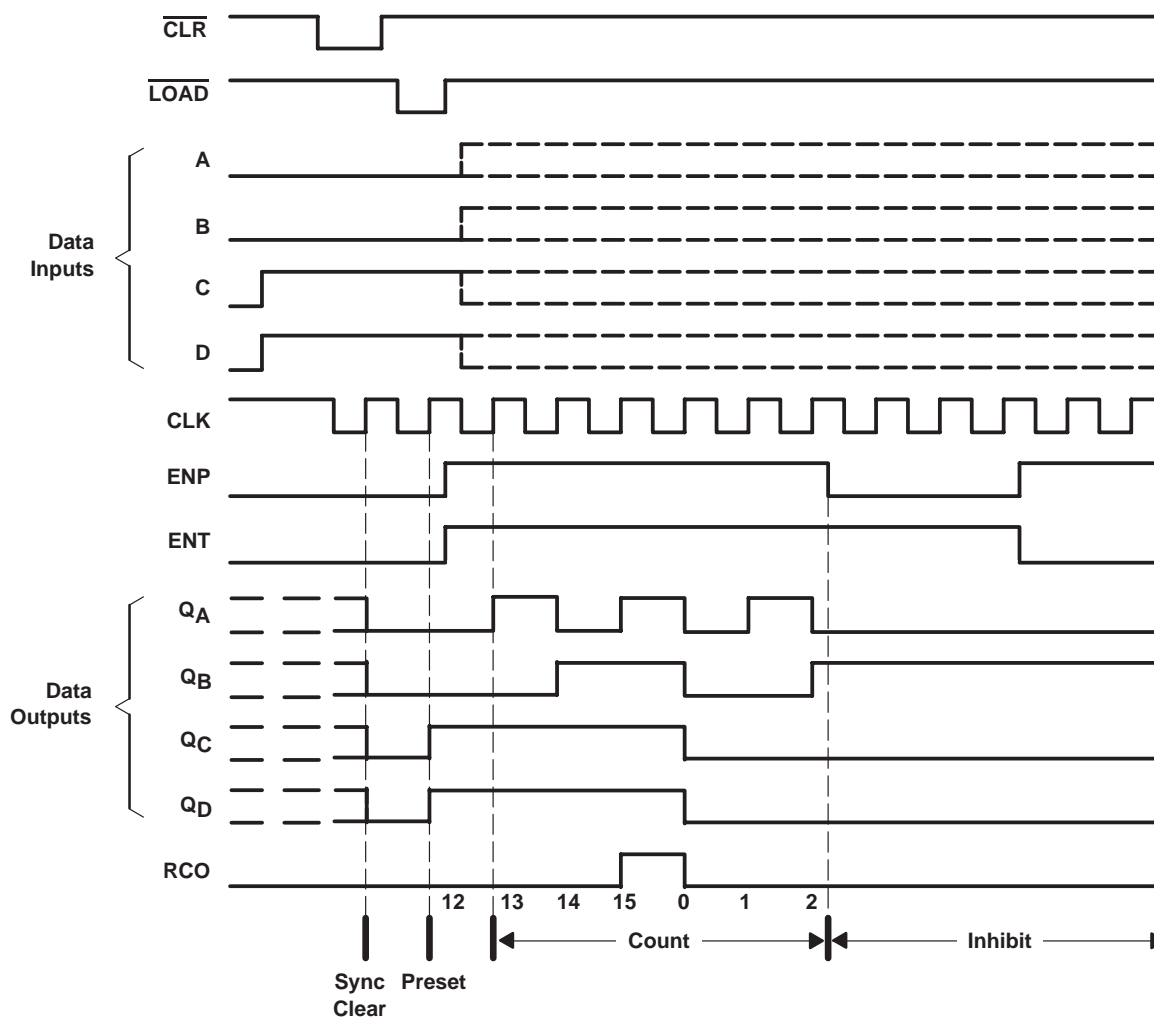 CLR
LOAD
A
B
Data
Inputs
C
D
CLK
ENP
ENT
QA
QB
Data
Outputs
QC
QD
RCO
12 13 14 15 0 1 2
Count Inhibit
Sync Preset
Clear